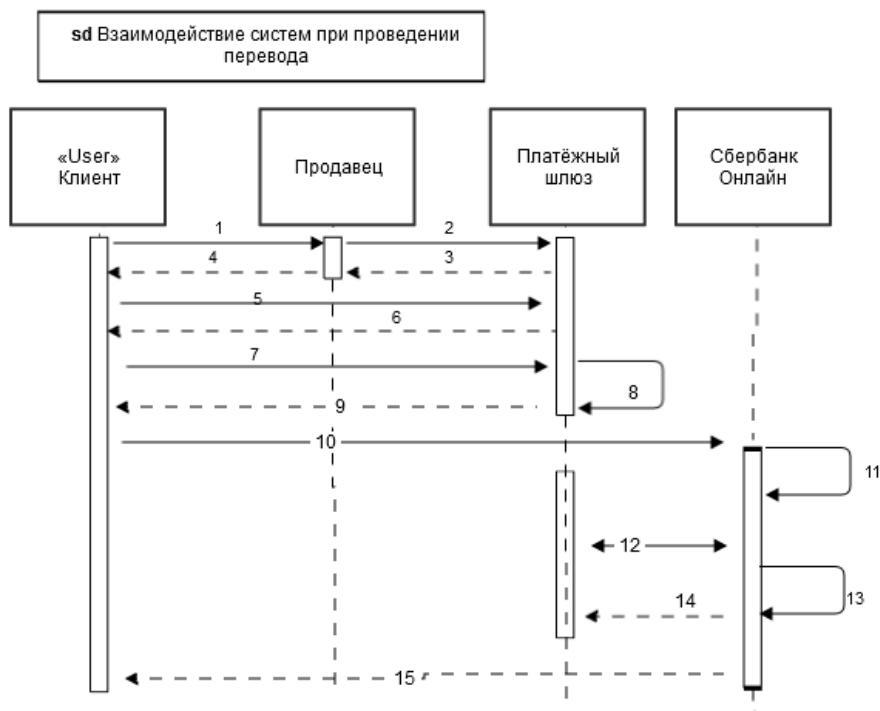 sd Взаимодействие систем при проведении
перевода
«User»
Клиент
Продавец
Платёжный
шлюз
Сбербанк
Онлайн
1
2
4
3
5
6
7
8
9
10
11
12
13
14
15